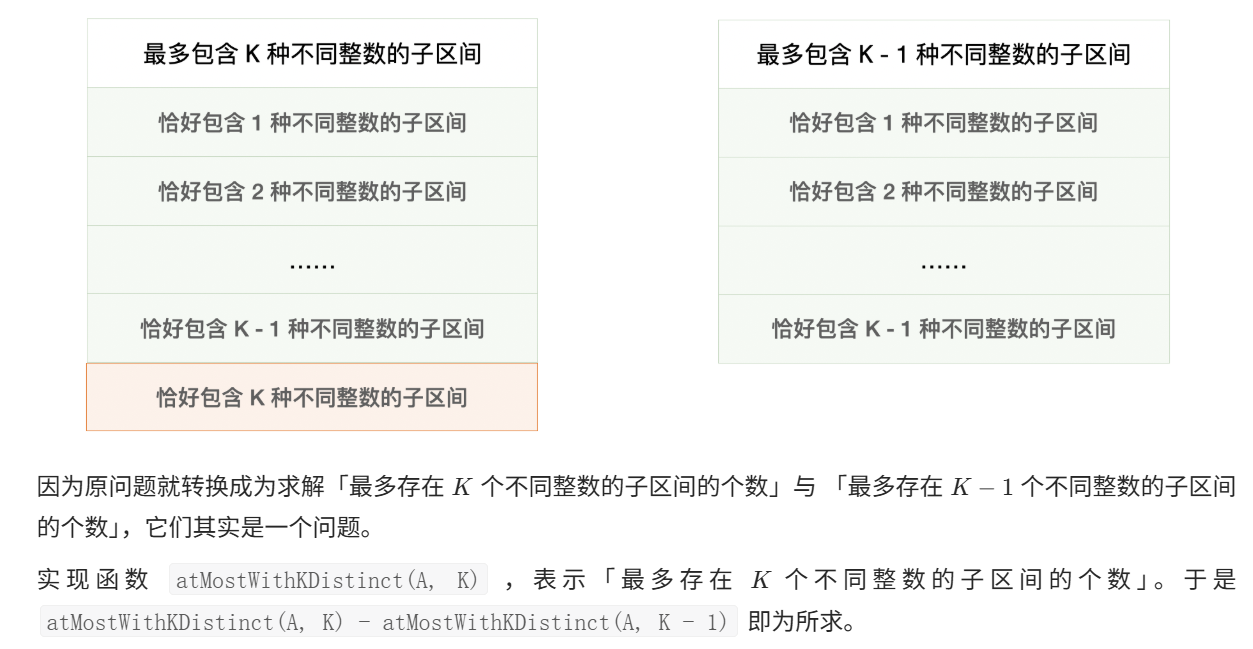 最多包含 K 种不同整数的子区间
恰好包含 1 种不同整数的子区间
恰好包含 2 种不同整数的子区间
......
恰好包含 K - 1 种不同整数的子区间
恰好包含 K 种不同整数的子区间
最多包含 K - 1 种不同整数的子区间
恰好包含 1 种不同整数的子区间
恰好包含 2 种不同整数的子区间
......
恰好包含 K - 1 种不同整数的子区间
因为原问题就转换成为求解「最多存在 K 个不同整数的子区间的个数」与 「最多存在 K − 1 个不同整数的子区间
的个数」，它们其实是一个问题。
实现函数 atMostWithKDistinct(A, K) ，表示「最多存在 K 个不同整数的子区间的个数」。于是
atMostWithKDistinct(A, K) - atMostWithKDistinct(A, K - 1) 即为所求。